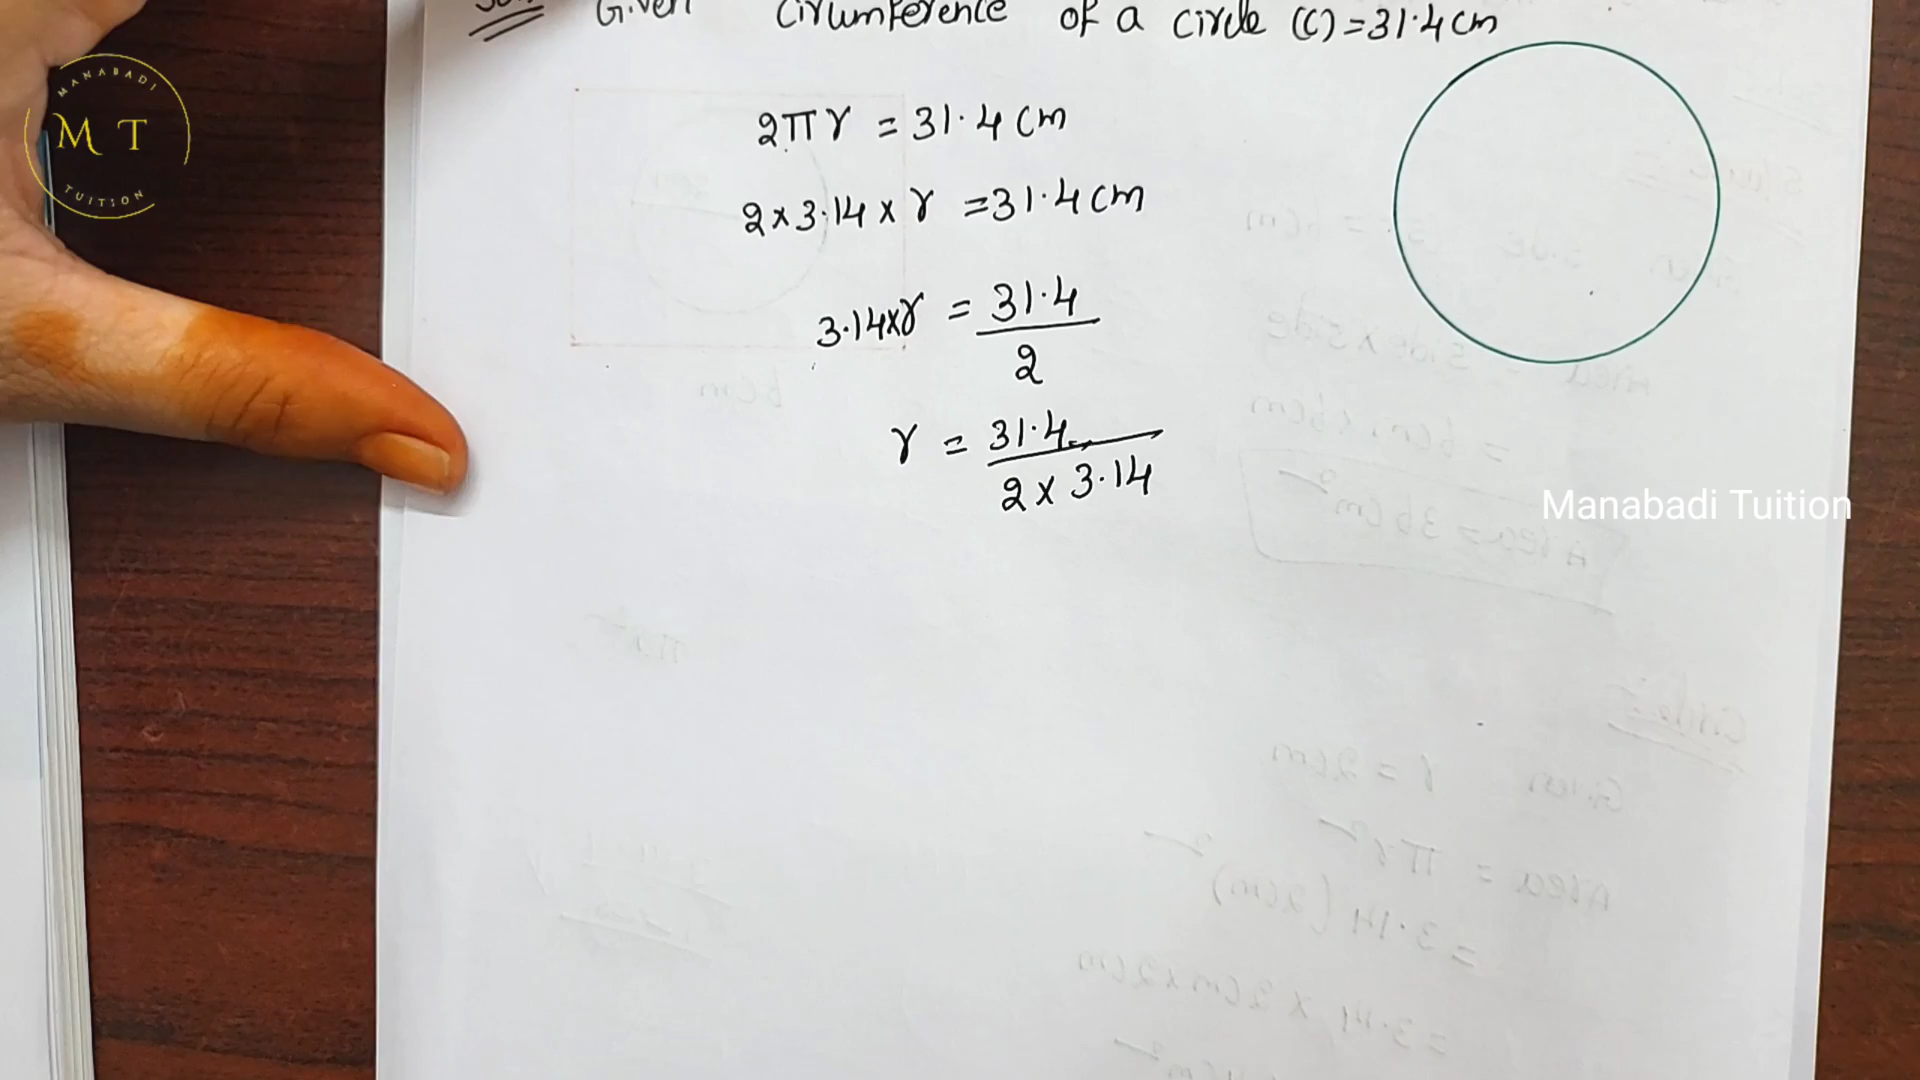 Given Circumference of a circle (C) = 31.4 cm
MANABADI
M T
TUITION
2πr = 31.4 cm
2 x 3.14 x r = 31.4 cm
3.14 x r = 31.4 / 2
r = 31.4 / 2 x 3.14
Manabadi Tuition